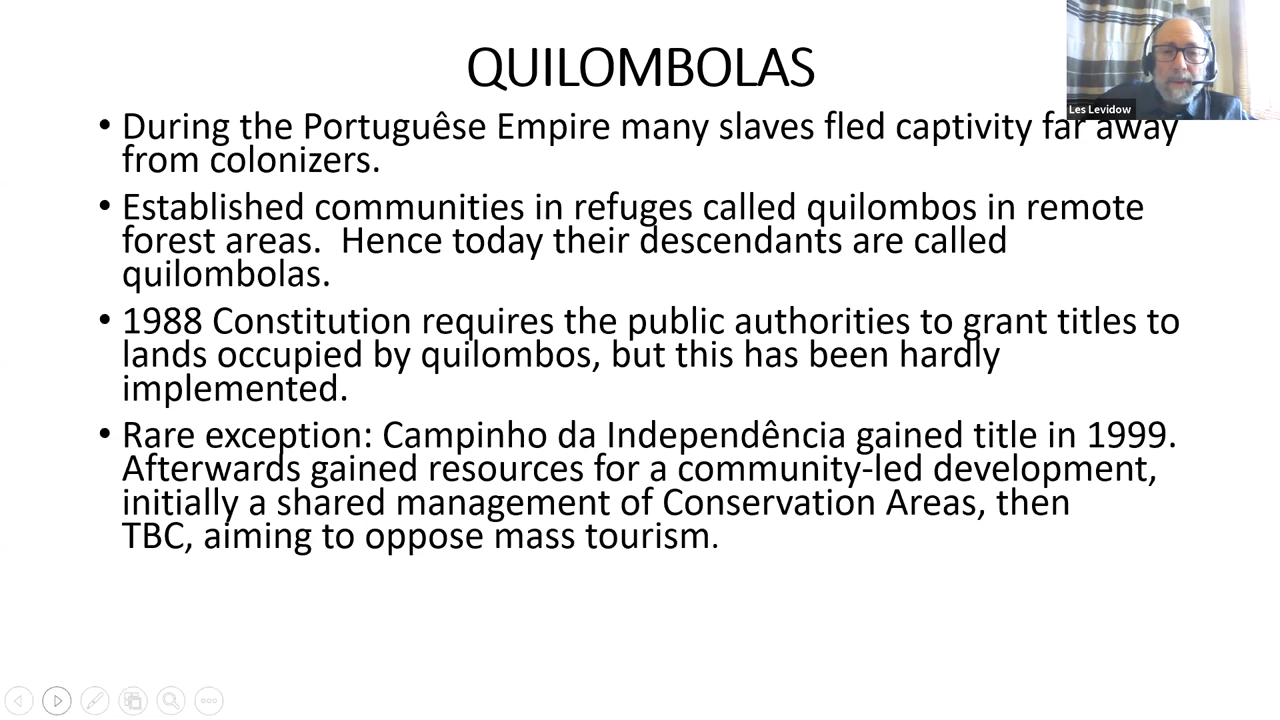 QUILOMBOLAS
Les Levidow
• During the Portuguêse Empire many slaves fled captivity far away
from colonizers.
• Established communities in refuges called quilombos in remote
forest areas.  Hence today their descendants are called
quilombolas.
• 1988 Constitution requires the public authorities to grant titles to
lands occupied by quilombos, but this has been hardly
implemented.
• Rare exception: Campinho da Independência gained title in 1999.
Afterwards gained resources for a community-led development,
initially a shared management of Conservation Areas, then
TBC, aiming to oppose mass tourism.